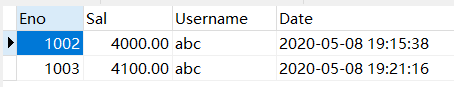 Eno Sal Username Date
1002 4000.00 abc 2020-05-08 19:15:38
1003 4100.00 abc 2020-05-08 19:21:16